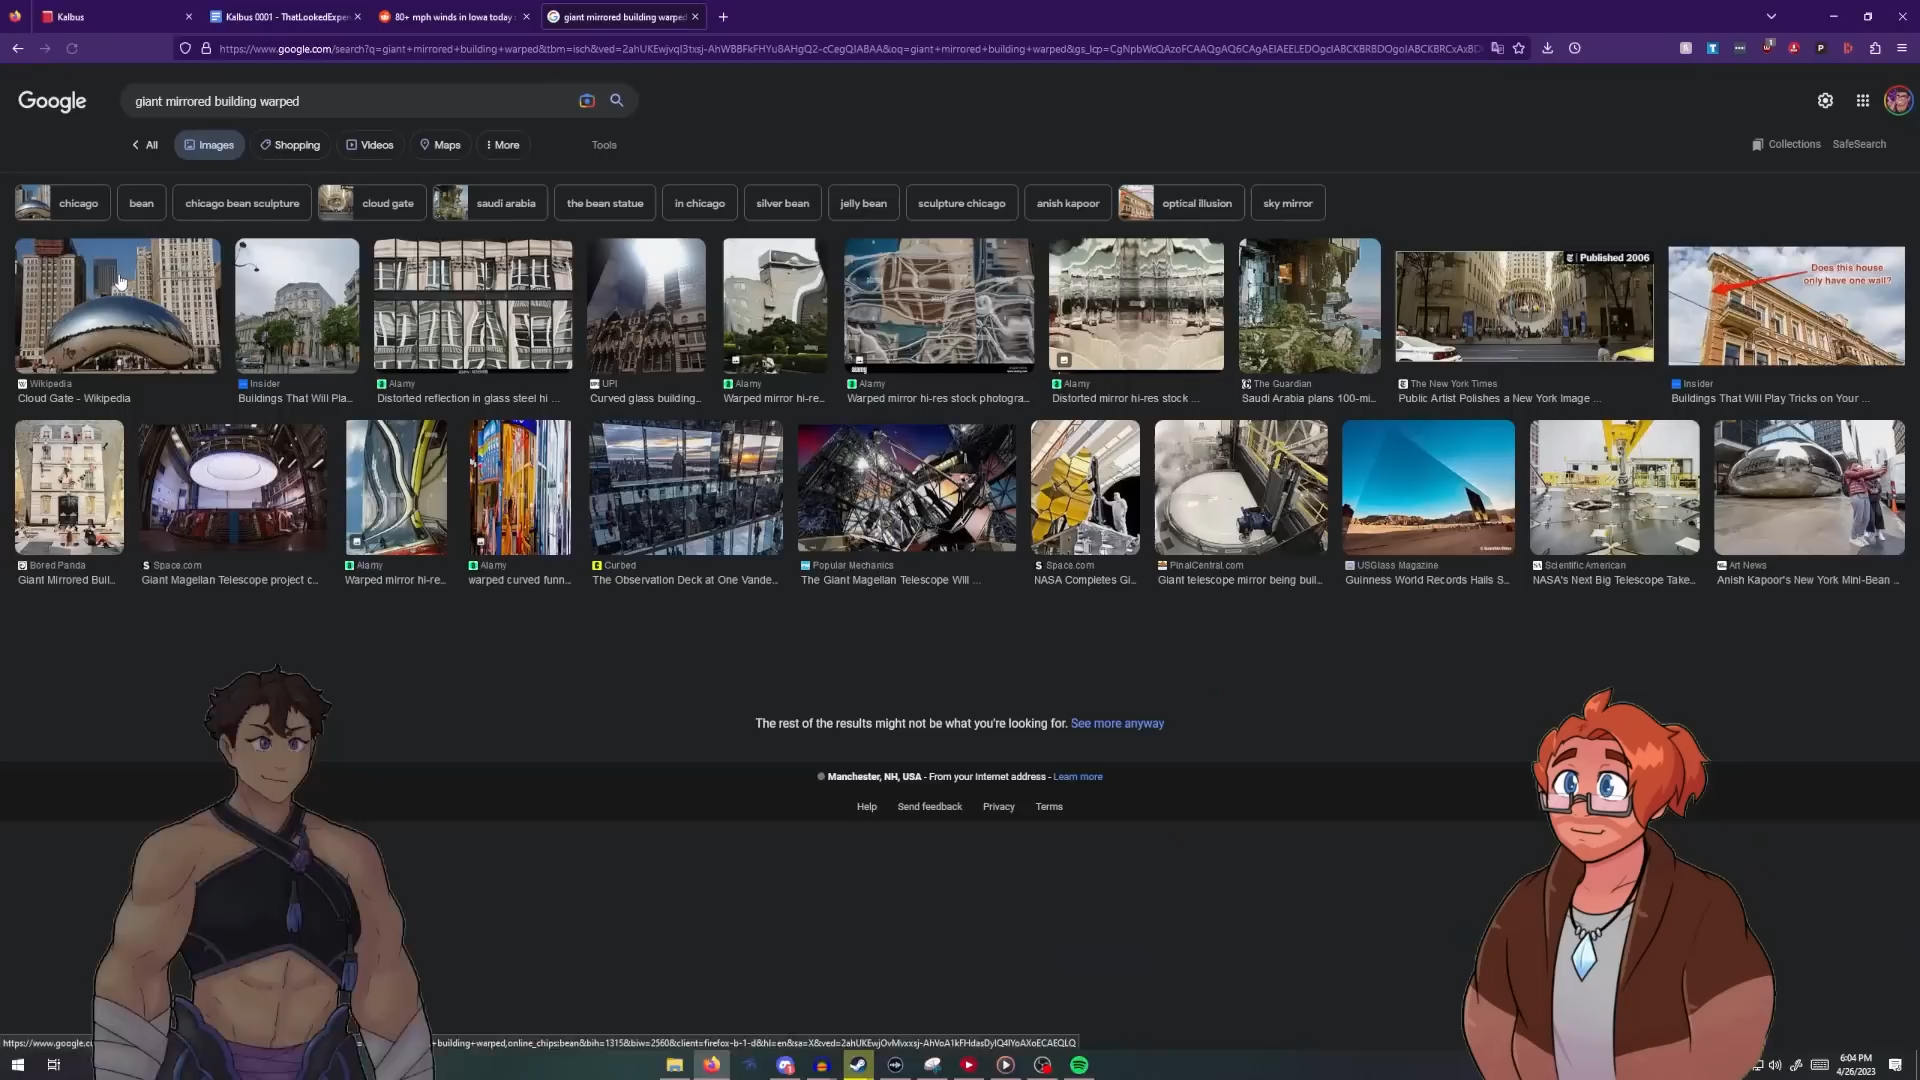 Kalbus
Kalbus 0001 - ThatLookedExper
80+ mph winds in Iowa today
giant mirrored building warped
Google
giant mirrored building warped
All
Images
Shopping
Videos
Maps
More
Tools
Collections
SafeSearch
chicago
bean
chicago bean sculpture
cloud gate
saudi arabia
the bean statue
in chicago
silver bean
jelly bean
sculpture chicago
anish kapoor
optical illusion
sky mirror
Published 2006
Does this house
only have one wall?
Wikipedia
Cloud Gate - Wikipedia
Insider
Buildings That Will Pla...
Alamy
Distorted reflection in glass steel hi ...
UPI
Curved glass building...
Alamy
Warped mirror hi-re...
Alamy
Warped mirror hi-res stock photogra...
Alamy
Distorted mirror hi-res stock ...
The Guardian
Saudi Arabia plans 100-mi...
The New York Times
Public Artist Polishes a New York Image ...
Insider
Buildings That Will Play Tricks on Your ...
Bored Panda
Giant Mirrored Buil...
Space.com
Giant Magellan Telescope project c...
Alamy
Warped mirror hi-re...
Alamy
warped curved funn...
Curbed
The Observation Deck at One Vande...
Popular Mechanics
The Giant Magellan Telescope Will ...
Space.com
NASA Completes Gi...
PinalCentral.com
Giant telescope mirror being buil...
USGlass Magazine
Guinness World Records Hails S...
Scientific American
NASA's Next Big Telescope Take...
Art News
Anish Kapoor's New York Mini-Bean ...
The rest of the results might not be what you're looking for. See more anyway
Manchester, NH, USA - From your Internet address - Learn more
Help
Send feedback
Privacy
Terms
6:04 PM
4/26/2023